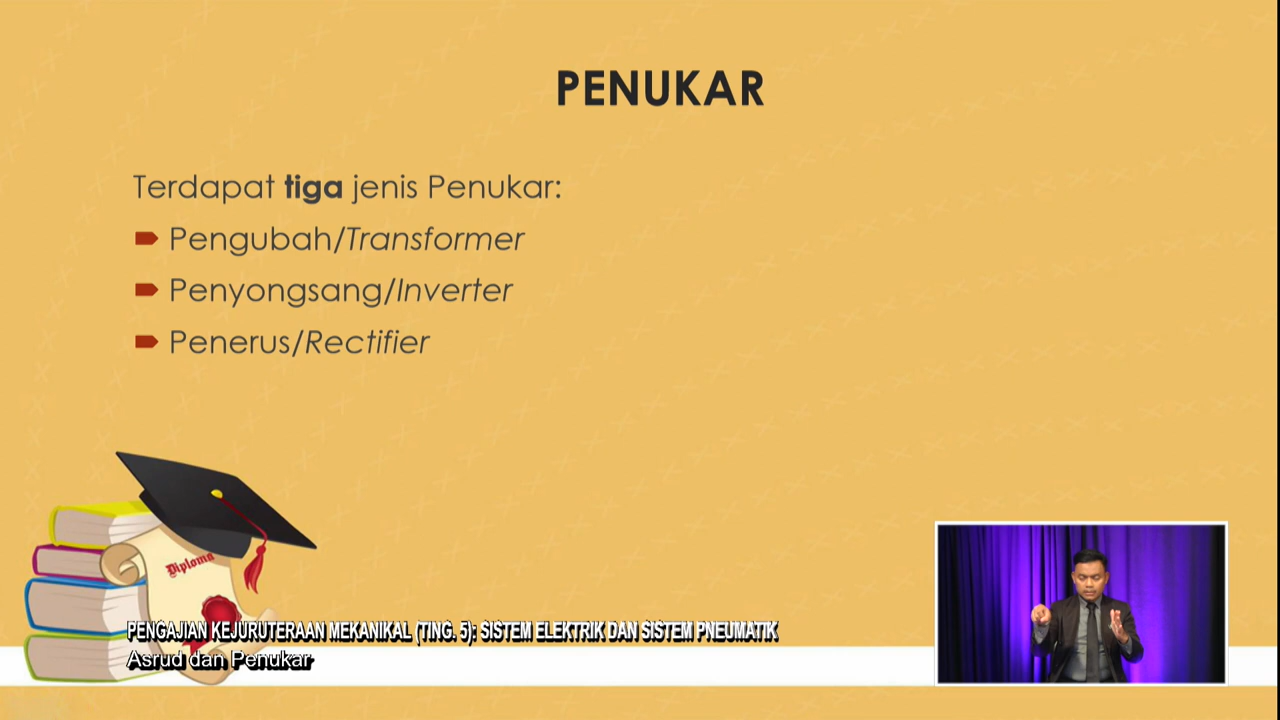 PENUKAR
Terdapat tiga jenis Penukar:
Pengubah/Transformer
Penyongsang/Inverter
Penerus/Rectifier
Diploma
PENGAJIAN KEJURUTERAAN MEKANIKAL (TING. 5): SISTEM ELEKTRIK DAN SISTEM PNEUMATIK
Asrud dan Penukar